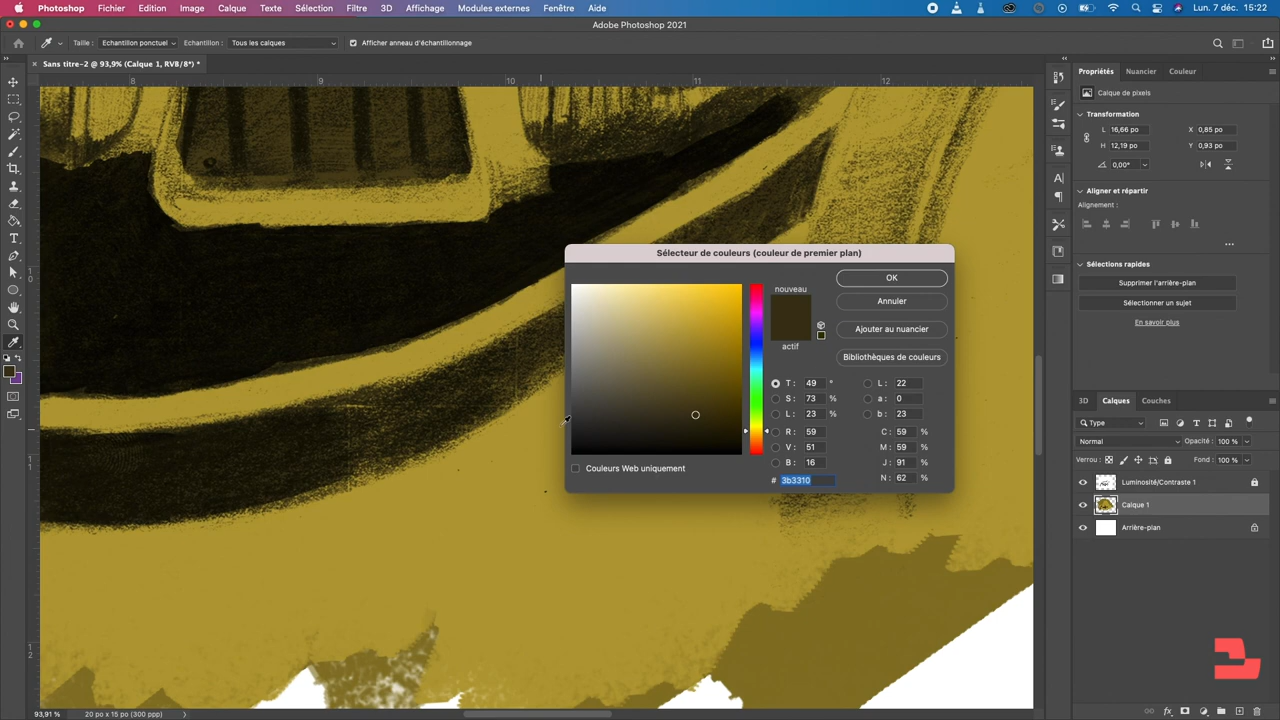 Photoshop Fichier Edition Image Calque Texte Sélection Filtre 3D Affichage Modules externes Fenêtre Aide Lun. 7 déc. 15:22
Adobe Photoshop 2021
Taille : Echantillon ponctuel Echantillon : Tous les calques Afficher anneau d'échantillonnage
Sans titre-2 @ 93,9% (Calque 1, RVB/8*) *
8 9 10 11 12
10
11
12
Propriétés Nuancier Couleur
Calque de pixels
Transformation
L 16,66 po X 0,85 po
H 12,19 po Y 0,93 po
0,00°
Aligner et répartir
Alignement :
Sélections rapides
Supprimer l'arrière-plan
Sélectionner un sujet
En savoir plus
Sélecteur de couleurs (couleur de premier plan)
nouveau
actif
OK
Annuler
Ajouter au nuancier
Bibliothèques de couleurs
T : 49 ° L : 22
S : 73 % a : 0
L : 23 % b : 23
R : 59 C : 59 %
V : 51 M : 59 %
B : 16 J : 91 %
# 3b3310 N : 62 %
Couleurs Web uniquement
3D Calques Couches
Type
Normal Opacité : 100 %
Verrou : Fond : 100 %
Luminosité/Contraste 1
Calque 1
Arrière-plan
93,91 % 20 po x 15 po (300 ppp)